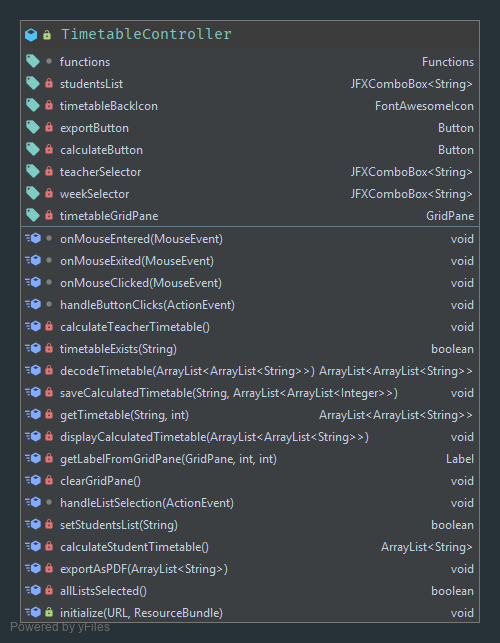 TimetableController
functions Functions
studentsList JFXComboBox<String>
timetableBackIcon FontAwesomeIcon
exportButton Button
calculateButton Button
teacherSelector JFXComboBox<String>
weekSelector JFXComboBox<String>
timetableGridPane GridPane
onMouseEntered(MouseEvent) void
onMouseExited(MouseEvent) void
onMouseClicked(MouseEvent) void
handleButtonClicks(ActionEvent) void
calculateTeacherTimetable() void
timetableExists(String) boolean
decodeTimetable(ArrayList<ArrayList<String>>) ArrayList<ArrayList<String>>
saveCalculatedTimetable(String, ArrayList<ArrayList<Integer>>) void
getTimetable(String, int) ArrayList<ArrayList<String>>
displayCalculatedTimetable(ArrayList<ArrayList<String>>) void
getLabelFromGridPane(GridPane, int, int) Label
clearGridPane() void
handleListSelection(ActionEvent) void
setStudentsList(String) boolean
calculateStudentTimetable() ArrayList<String>
exportAsPDF(ArrayList<String>) void
allListsSelected() boolean
initialize(URL, ResourceBundle) void
Powered by yFiles